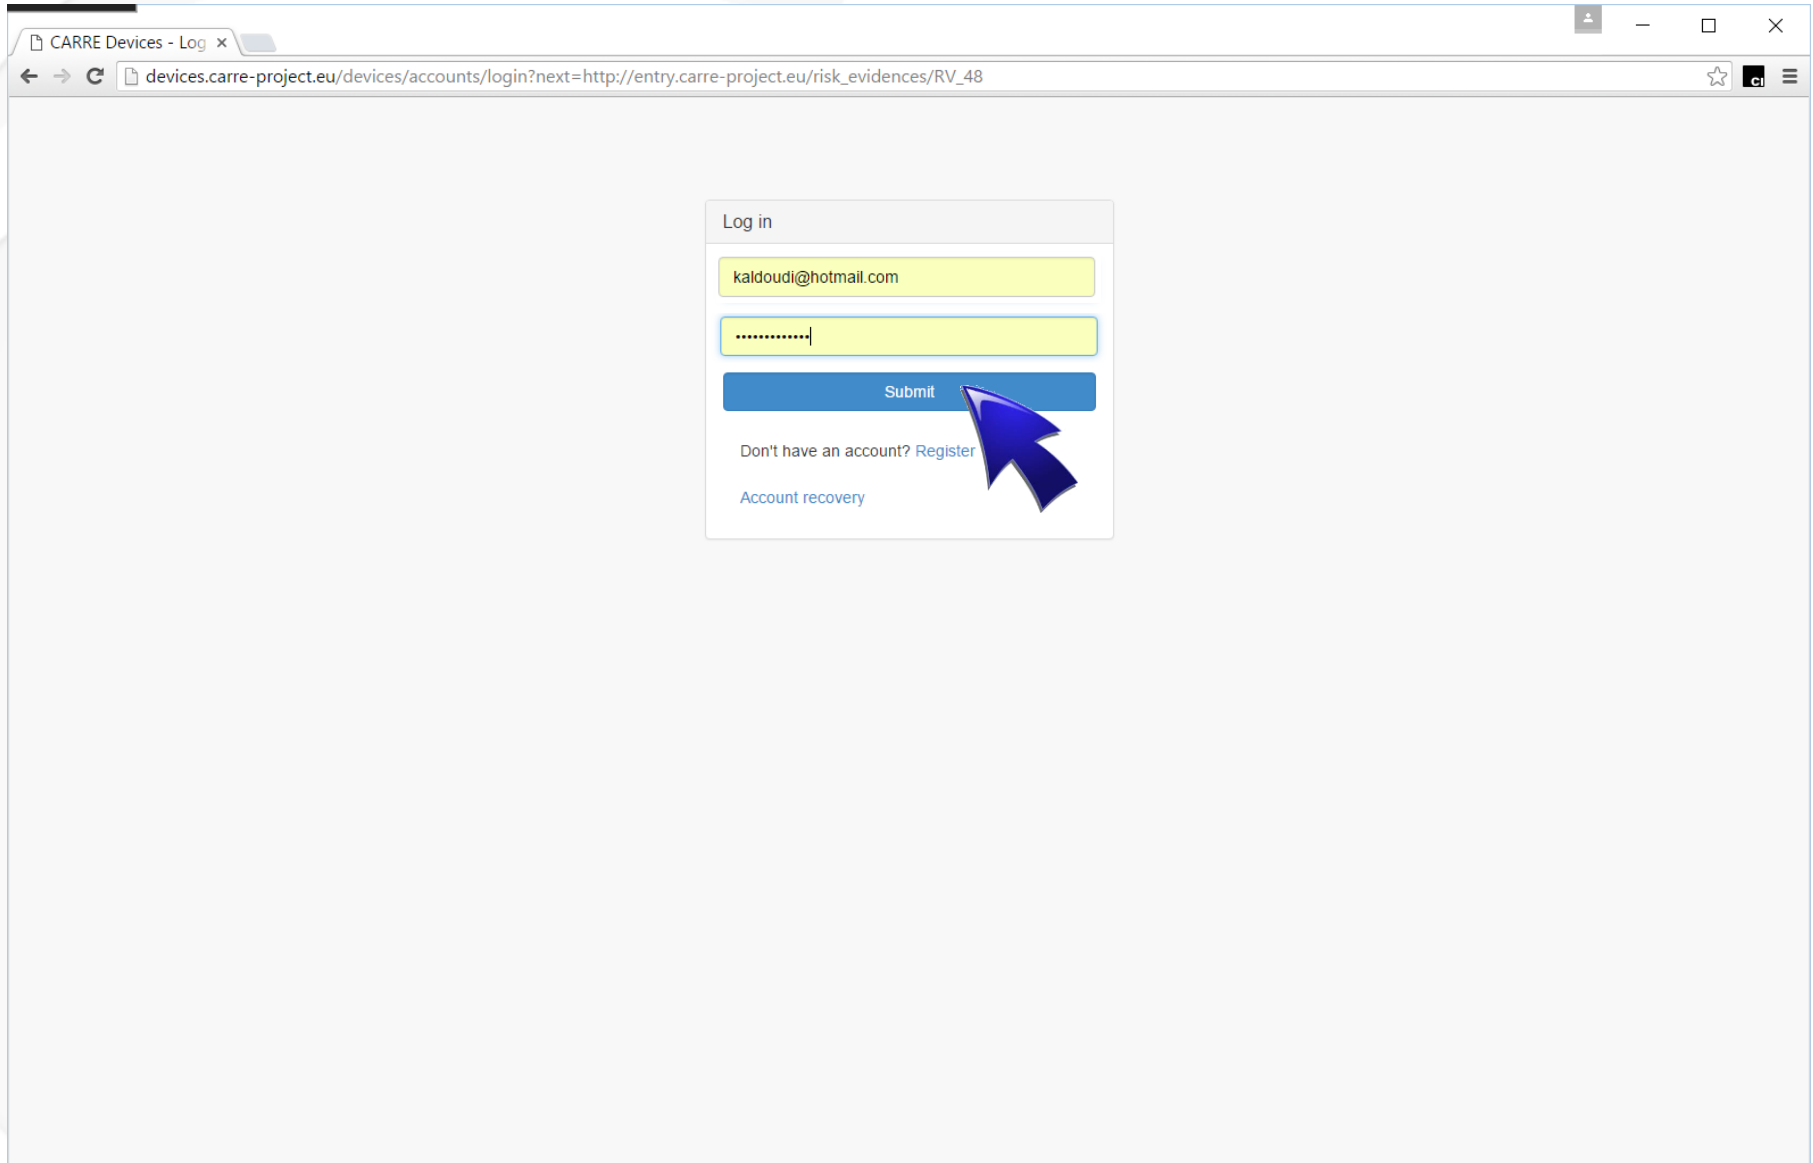 CARRE Devices - Log
devices.carre-project.eu/devices/accounts/login?next=http://entry.carre-project.eu/risk_evidences/RV_48
CI
Log in
kaldoudi@hotmail.com
•••••••••••••
Submit
Don't have an account? Register
Account recovery